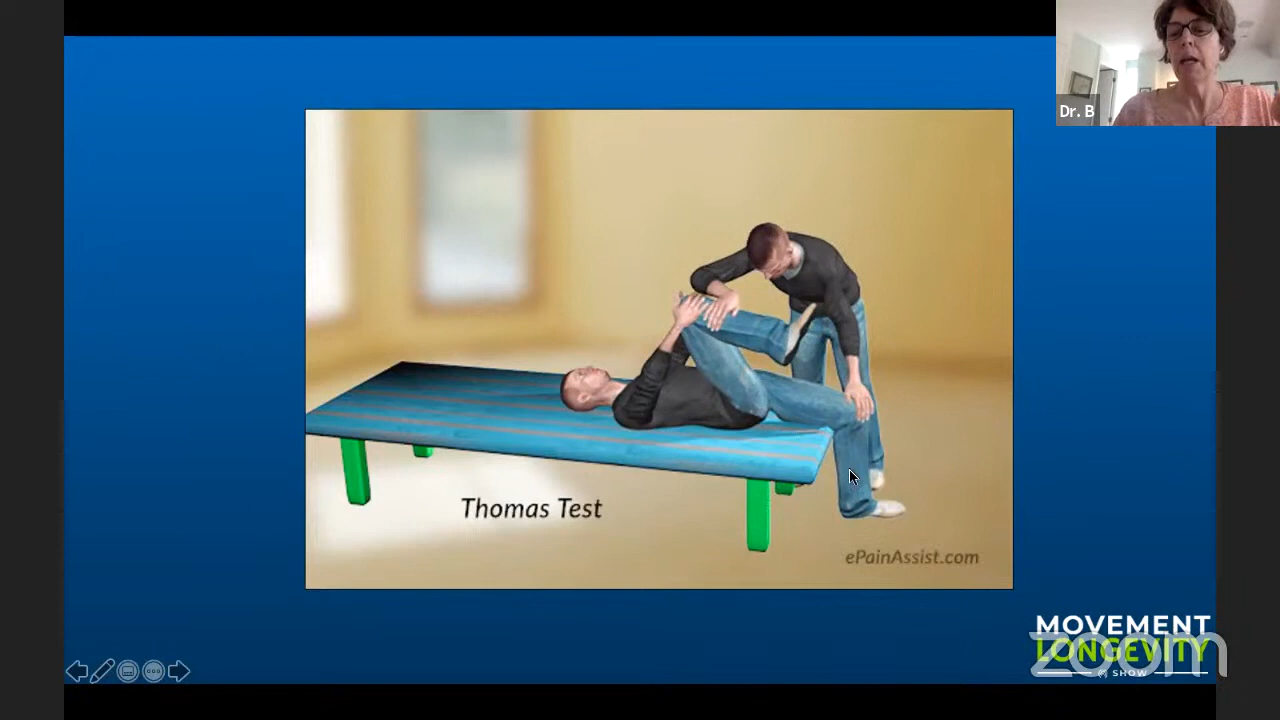 Dr. B
Thomas Test
ePainAssist.com
MOVEMENT
LONGEVITY
SHOW
zoom